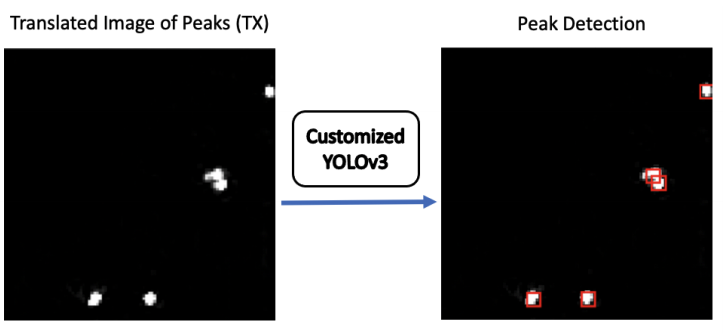 Translated Image of Peaks (TX)
Peak Detection
Customized
YOLOv3